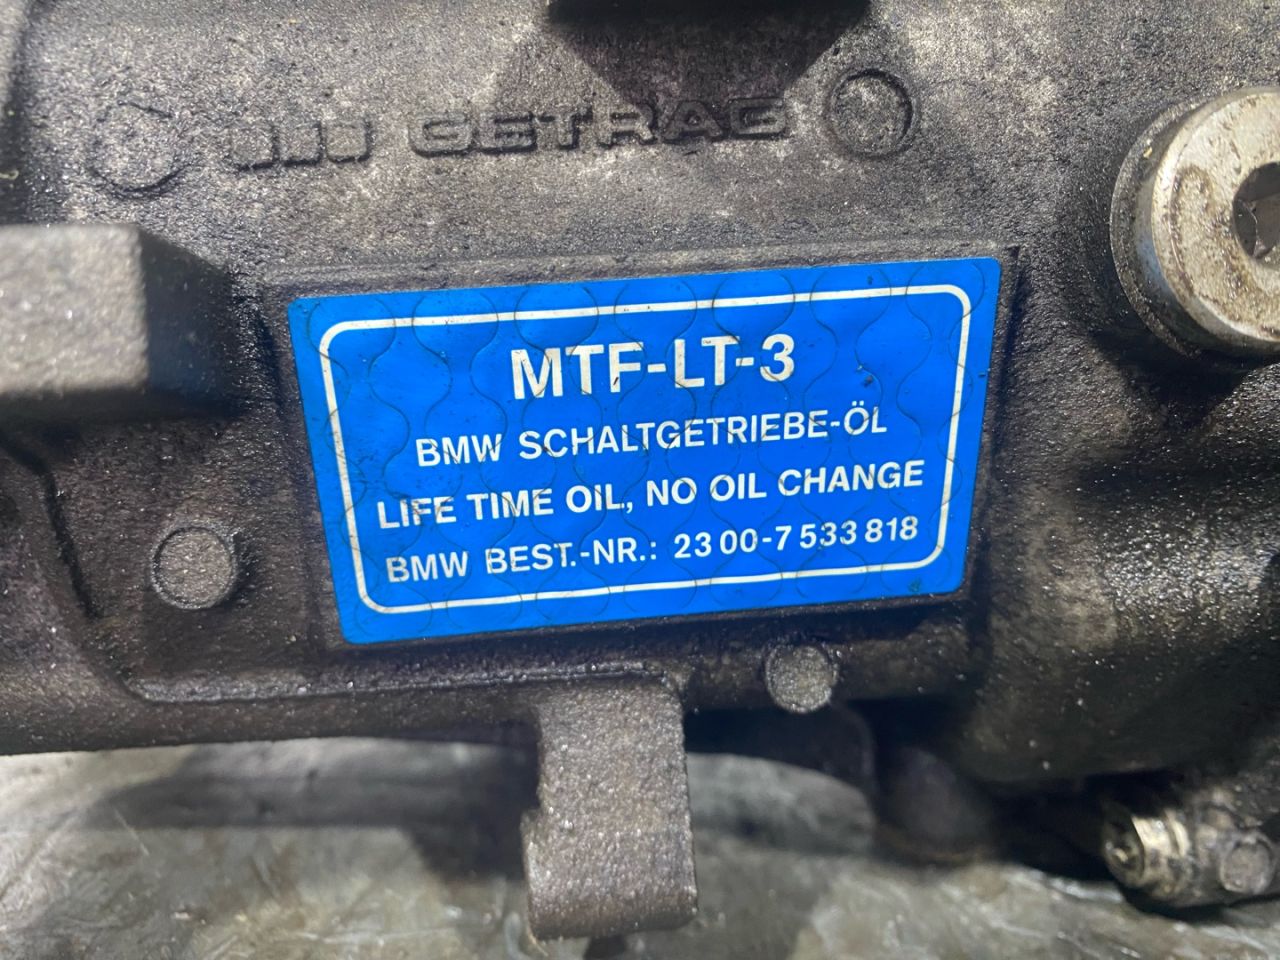 GETRAG
MTF-LT-3
BMW SCHALTGETRIEBE-ÖL
LIFE TIME OIL, NO OIL CHANGE
BMW BEST.-NR.: 23 00-7 533 818